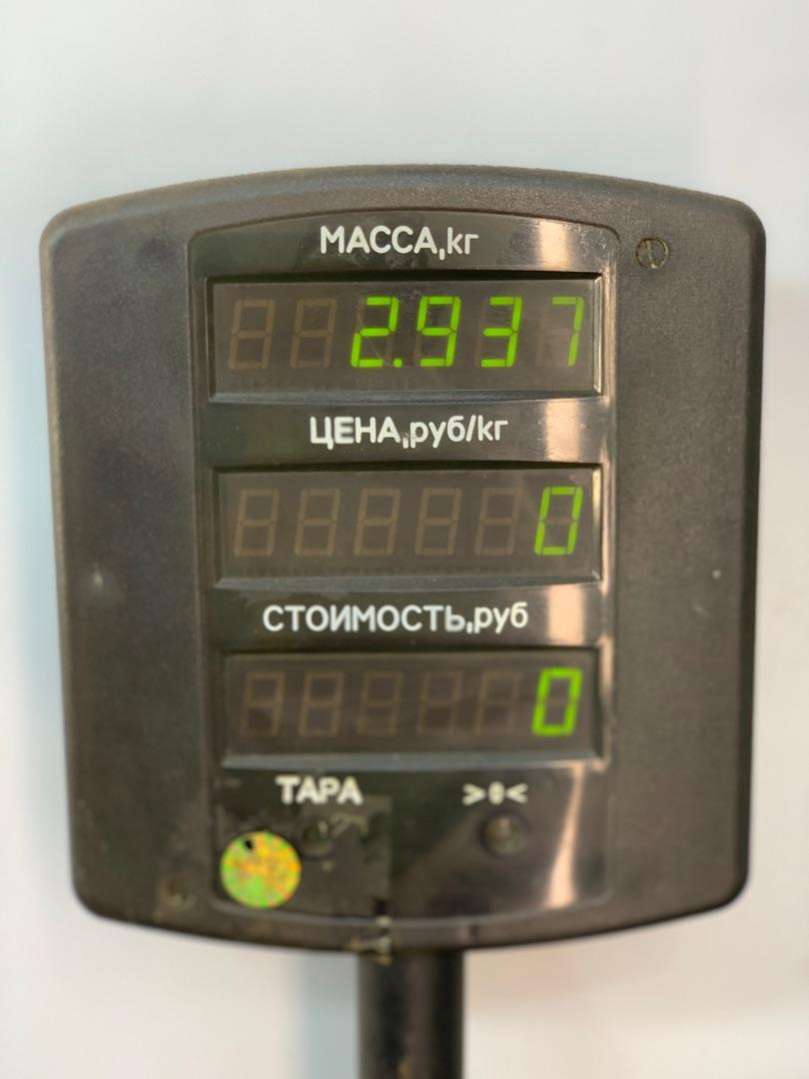 МАССА,кг
2.937
ЦЕНА,руб/кг
0
СТОИМОСТЬ,руб
0
ТАРА >0<